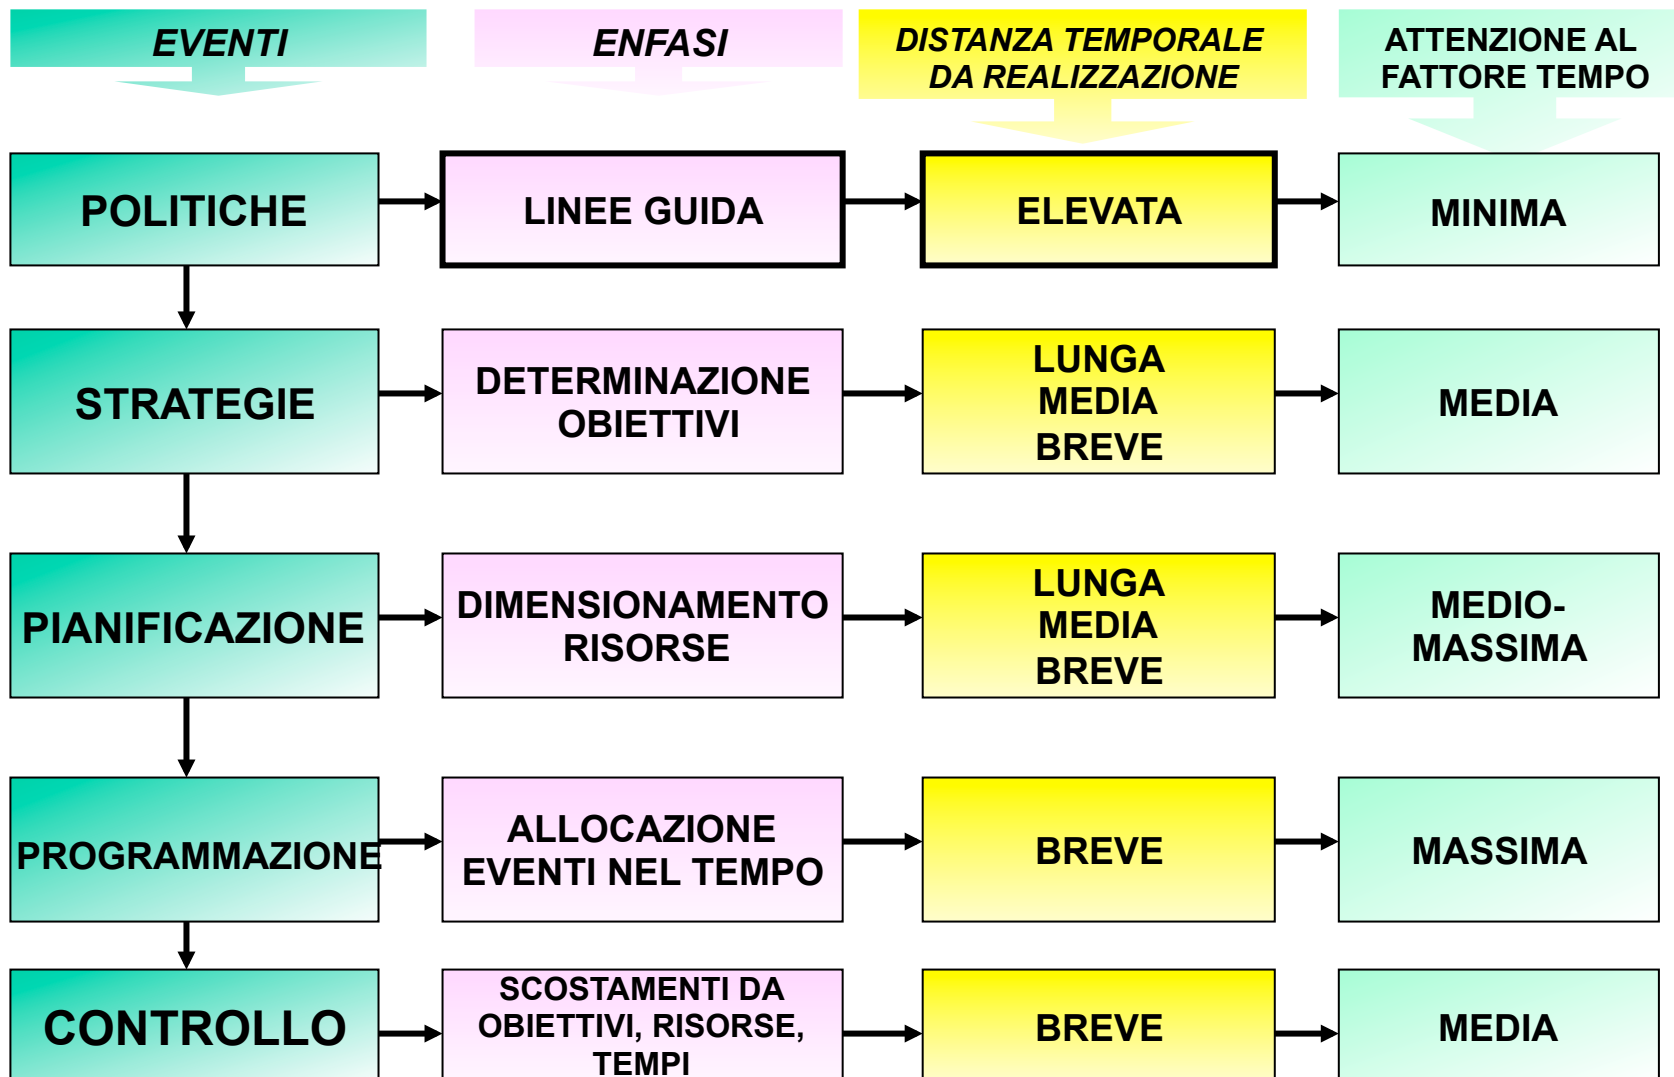 EVENTI
ENFASI
DISTANZA TEMPORALE
DA REALIZZAZIONE
ATTENZIONE AL
FATTORE TEMPO
POLITICHE
LINEE GUIDA
ELEVATA
MINIMA
STRATEGIE
DETERMINAZIONE
OBIETTIVI
LUNGA
MEDIA
BREVE
MEDIA
PIANIFICAZIONE
DIMENSIONAMENTO
RISORSE
LUNGA
MEDIA
BREVE
MEDIO-
MASSIMA
PROGRAMMAZIONE
ALLOCAZIONE
EVENTI NEL TEMPO
BREVE
MASSIMA
CONTROLLO
SCOSTAMENTI DA
OBIETTIVI, RISORSE,
TEMPI
BREVE
MEDIA